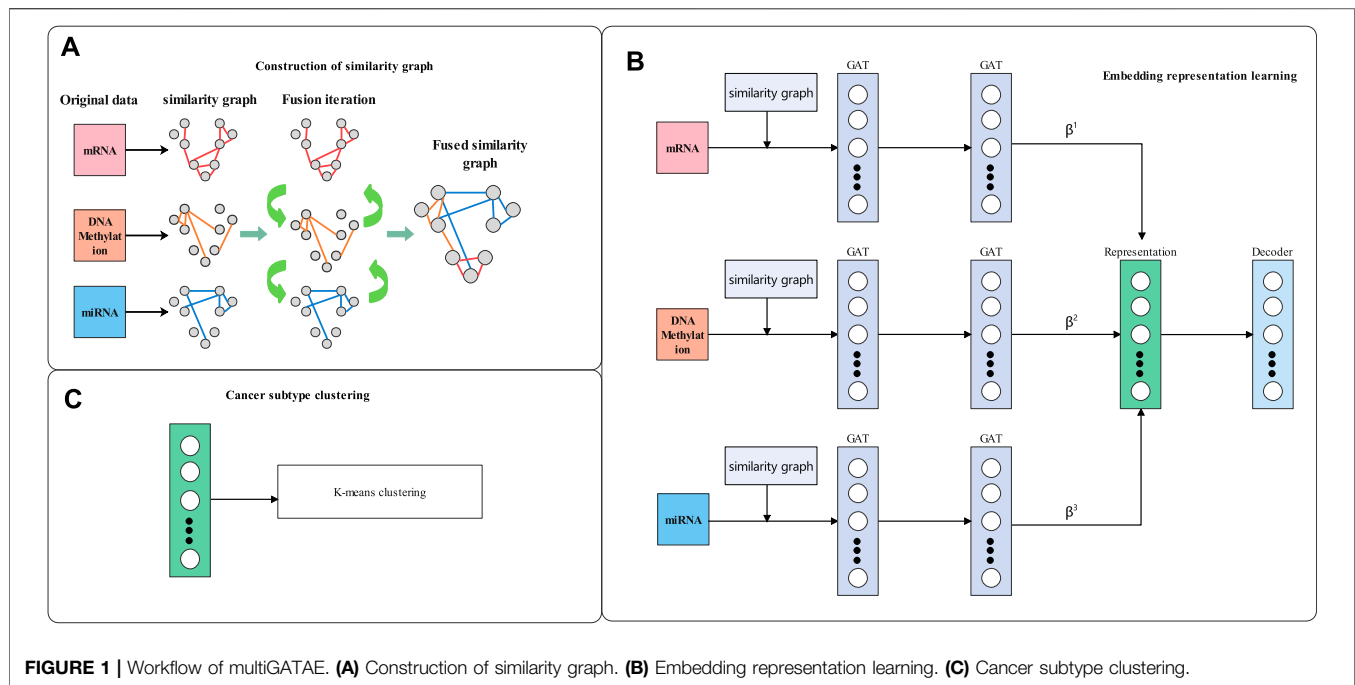 A
Construction of similarity graph
Original data
similarity graph
Fusion iteration
mRNA
Fused similarity
graph
DNA
Methylat
ion
miRNA
B
Embedding representation learning
GAT
GAT
similarity graph
mRNA
β1
GAT
GAT
similarity graph
DNA
Methylat
ion
β2
Representation
Decoder
GAT
GAT
similarity graph
miRNA
β3
C
Cancer subtype clustering
K-means clustering
FIGURE 1 | Workflow of multiGATAE. (A) Construction of similarity graph. (B) Embedding representation learning. (C) Cancer subtype clustering.